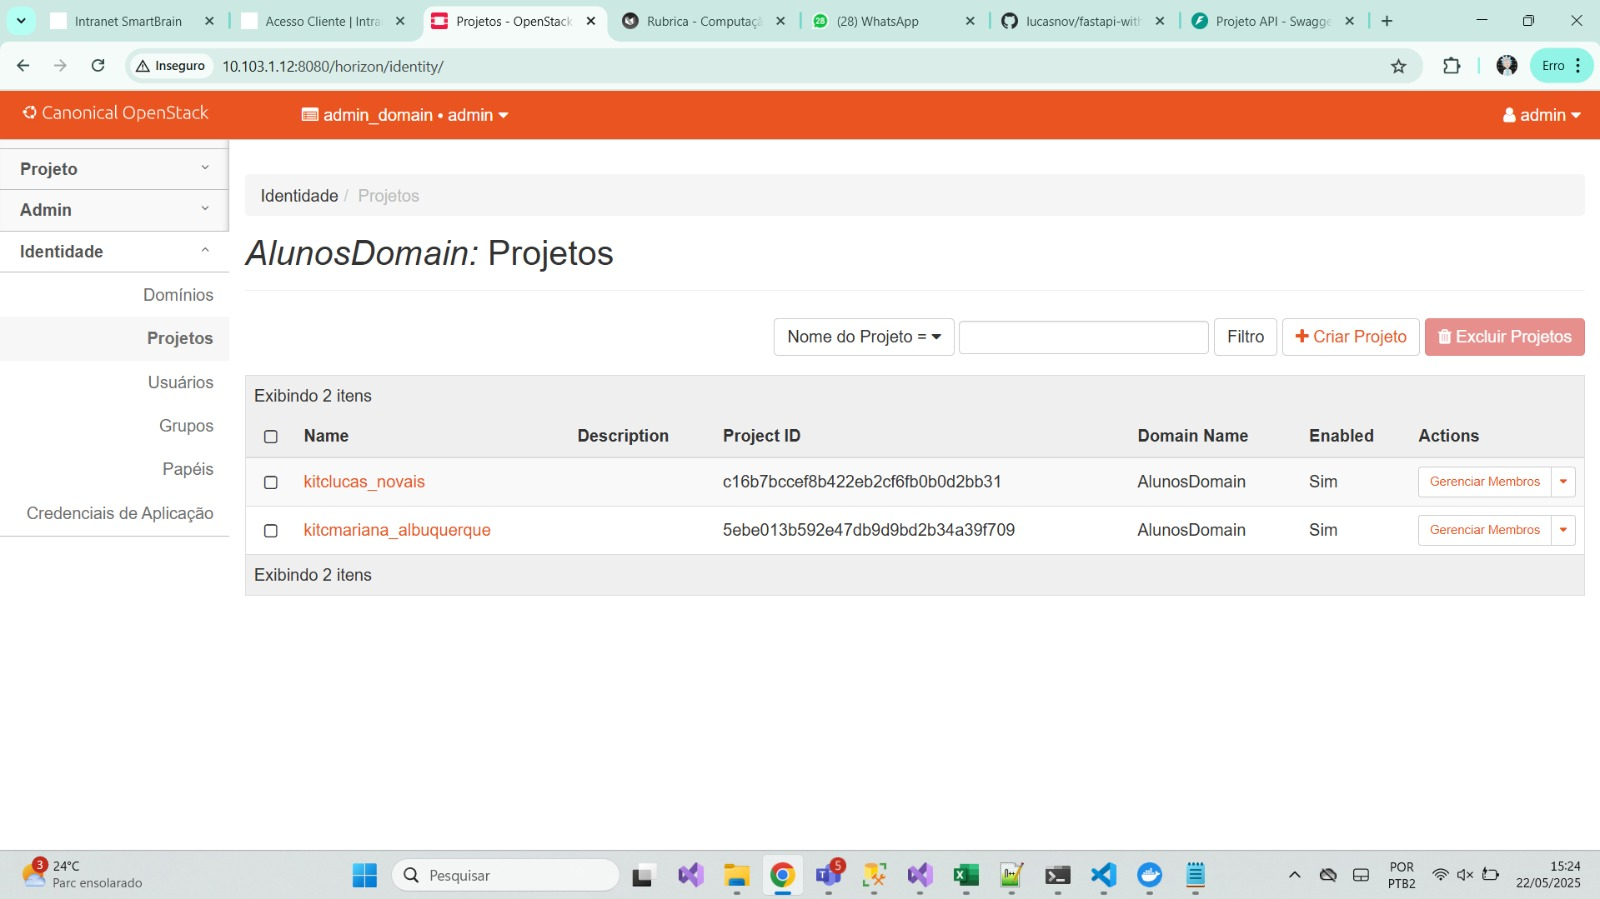 Intranet SmartBrain
Acesso Cliente | Intra
Projetos - OpenStack
Rubrica - Computaçã
28
(28) WhatsApp
lucasnov/fastapi-with
Projeto API - Swagge
Inseguro
10.103.1.12:8080/horizon/identity/
Erro
Canonical OpenStack
admin_domain • admin
admin
Projeto
Admin
Identidade
Domínios
Projetos
Usuários
Grupos
Papéis
Credenciais de Aplicação
Identidade / Projetos
AlunosDomain: Projetos
Nome do Projeto =
Filtro
Criar Projeto
Excluir Projetos
Exibindo 2 itens
Name Description Project ID Domain Name Enabled Actions
kitclucas_novais c16b7bccef8b422eb2cf6fb0b0d2bb31 AlunosDomain Sim Gerenciar Membros
kitcmariana_albuquerque 5ebe013b592e47db9d9bd2b34a39f709 AlunosDomain Sim Gerenciar Membros
Exibindo 2 itens
3
24°C
Parc ensolarado
Pesquisar
5
POR
PTB2
15:24
22/05/2025